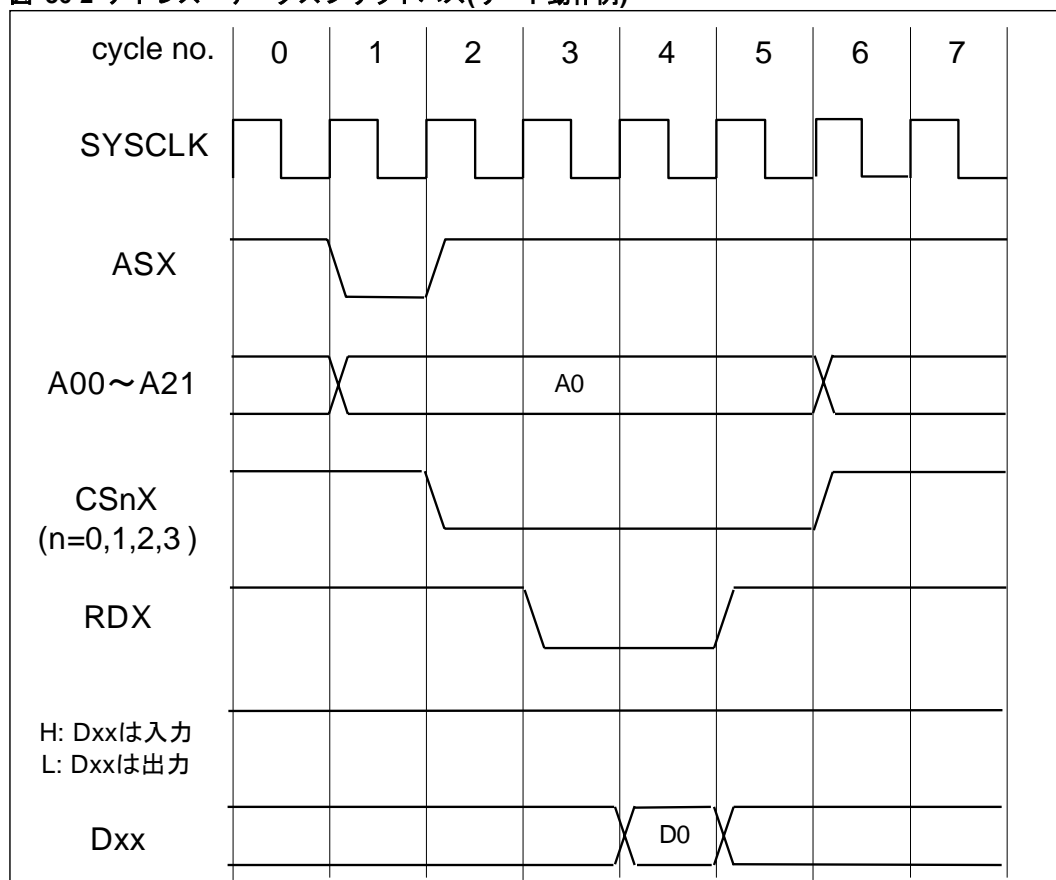 cycle no. 0 1 2 3 4 5 6 7
SYSCLK
ASX
A00～A21 A0
CSnX
(n=0,1,2,3 )
RDX
H: Dxxは入力
L: Dxxは出力
Dxx D0